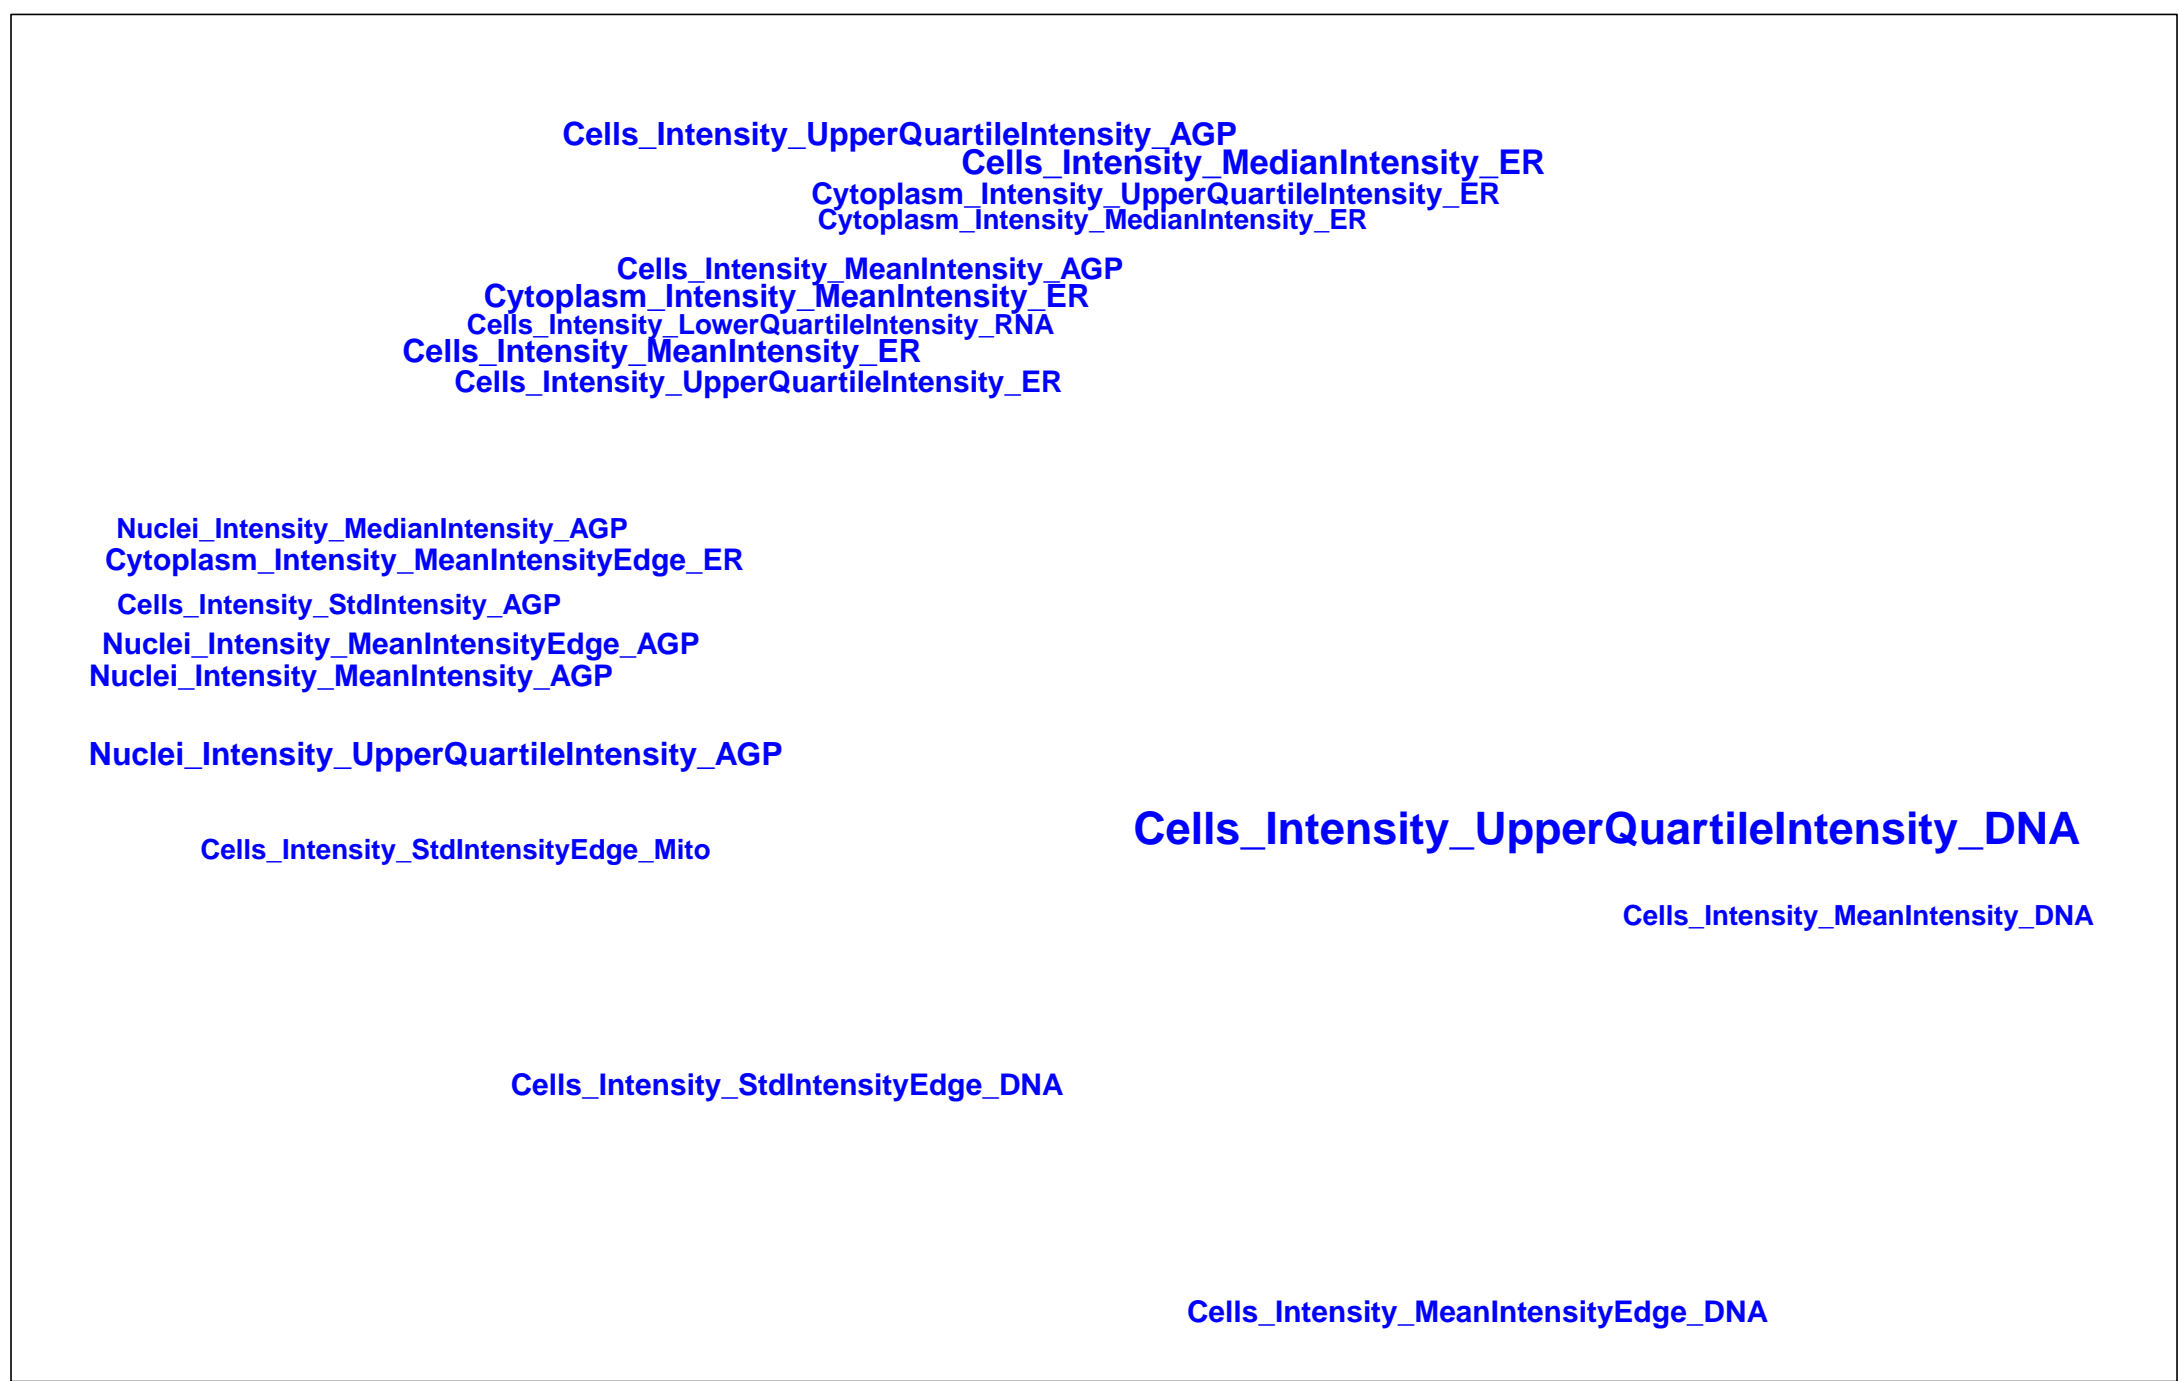 Cells_Intensity_UpperQuartileIntensity_AGP
Cells_Intensity_MedianIntensity_ER
Cytoplasm_Intensity_UpperQuartileIntensity_ER
Cytoplasm_Intensity_MedianIntensity_ER
Cells_Intensity_MeanIntensity_AGP
Cytoplasm_Intensity_MeanIntensity_ER
Cells_Intensity_LowerQuartileIntensity_RNA
Cells_Intensity_MeanIntensity_ER
Cells_Intensity_UpperQuartileIntensity_ER
Nuclei_Intensity_MedianIntensity_AGP
Cytoplasm_Intensity_MeanIntensityEdge_ER
Cells_Intensity_StdIntensity_AGP
Nuclei_Intensity_MeanIntensityEdge_AGP
Nuclei_Intensity_MeanIntensity_AGP
Nuclei_Intensity_UpperQuartileIntensity_AGP
Cells_Intensity_UpperQuartileIntensity_DNA
Cells_Intensity_StdIntensityEdge_Mito
Cells_Intensity_MeanIntensity_DNA
Cells_Intensity_StdIntensityEdge_DNA
Cells_Intensity_MeanIntensityEdge_DNA